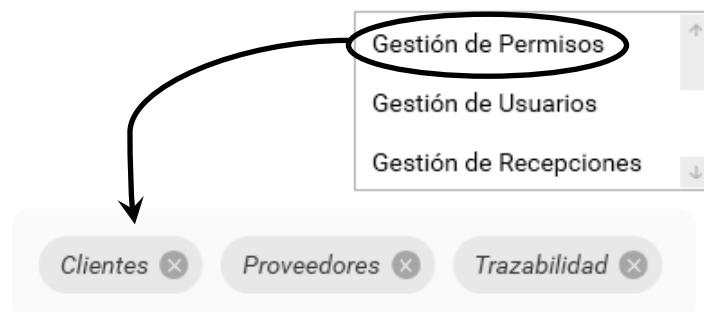 Gestión de Permisos
Gestión de Usuarios
Gestión de Recepciones
Clientes Proveedores Trazabilidad